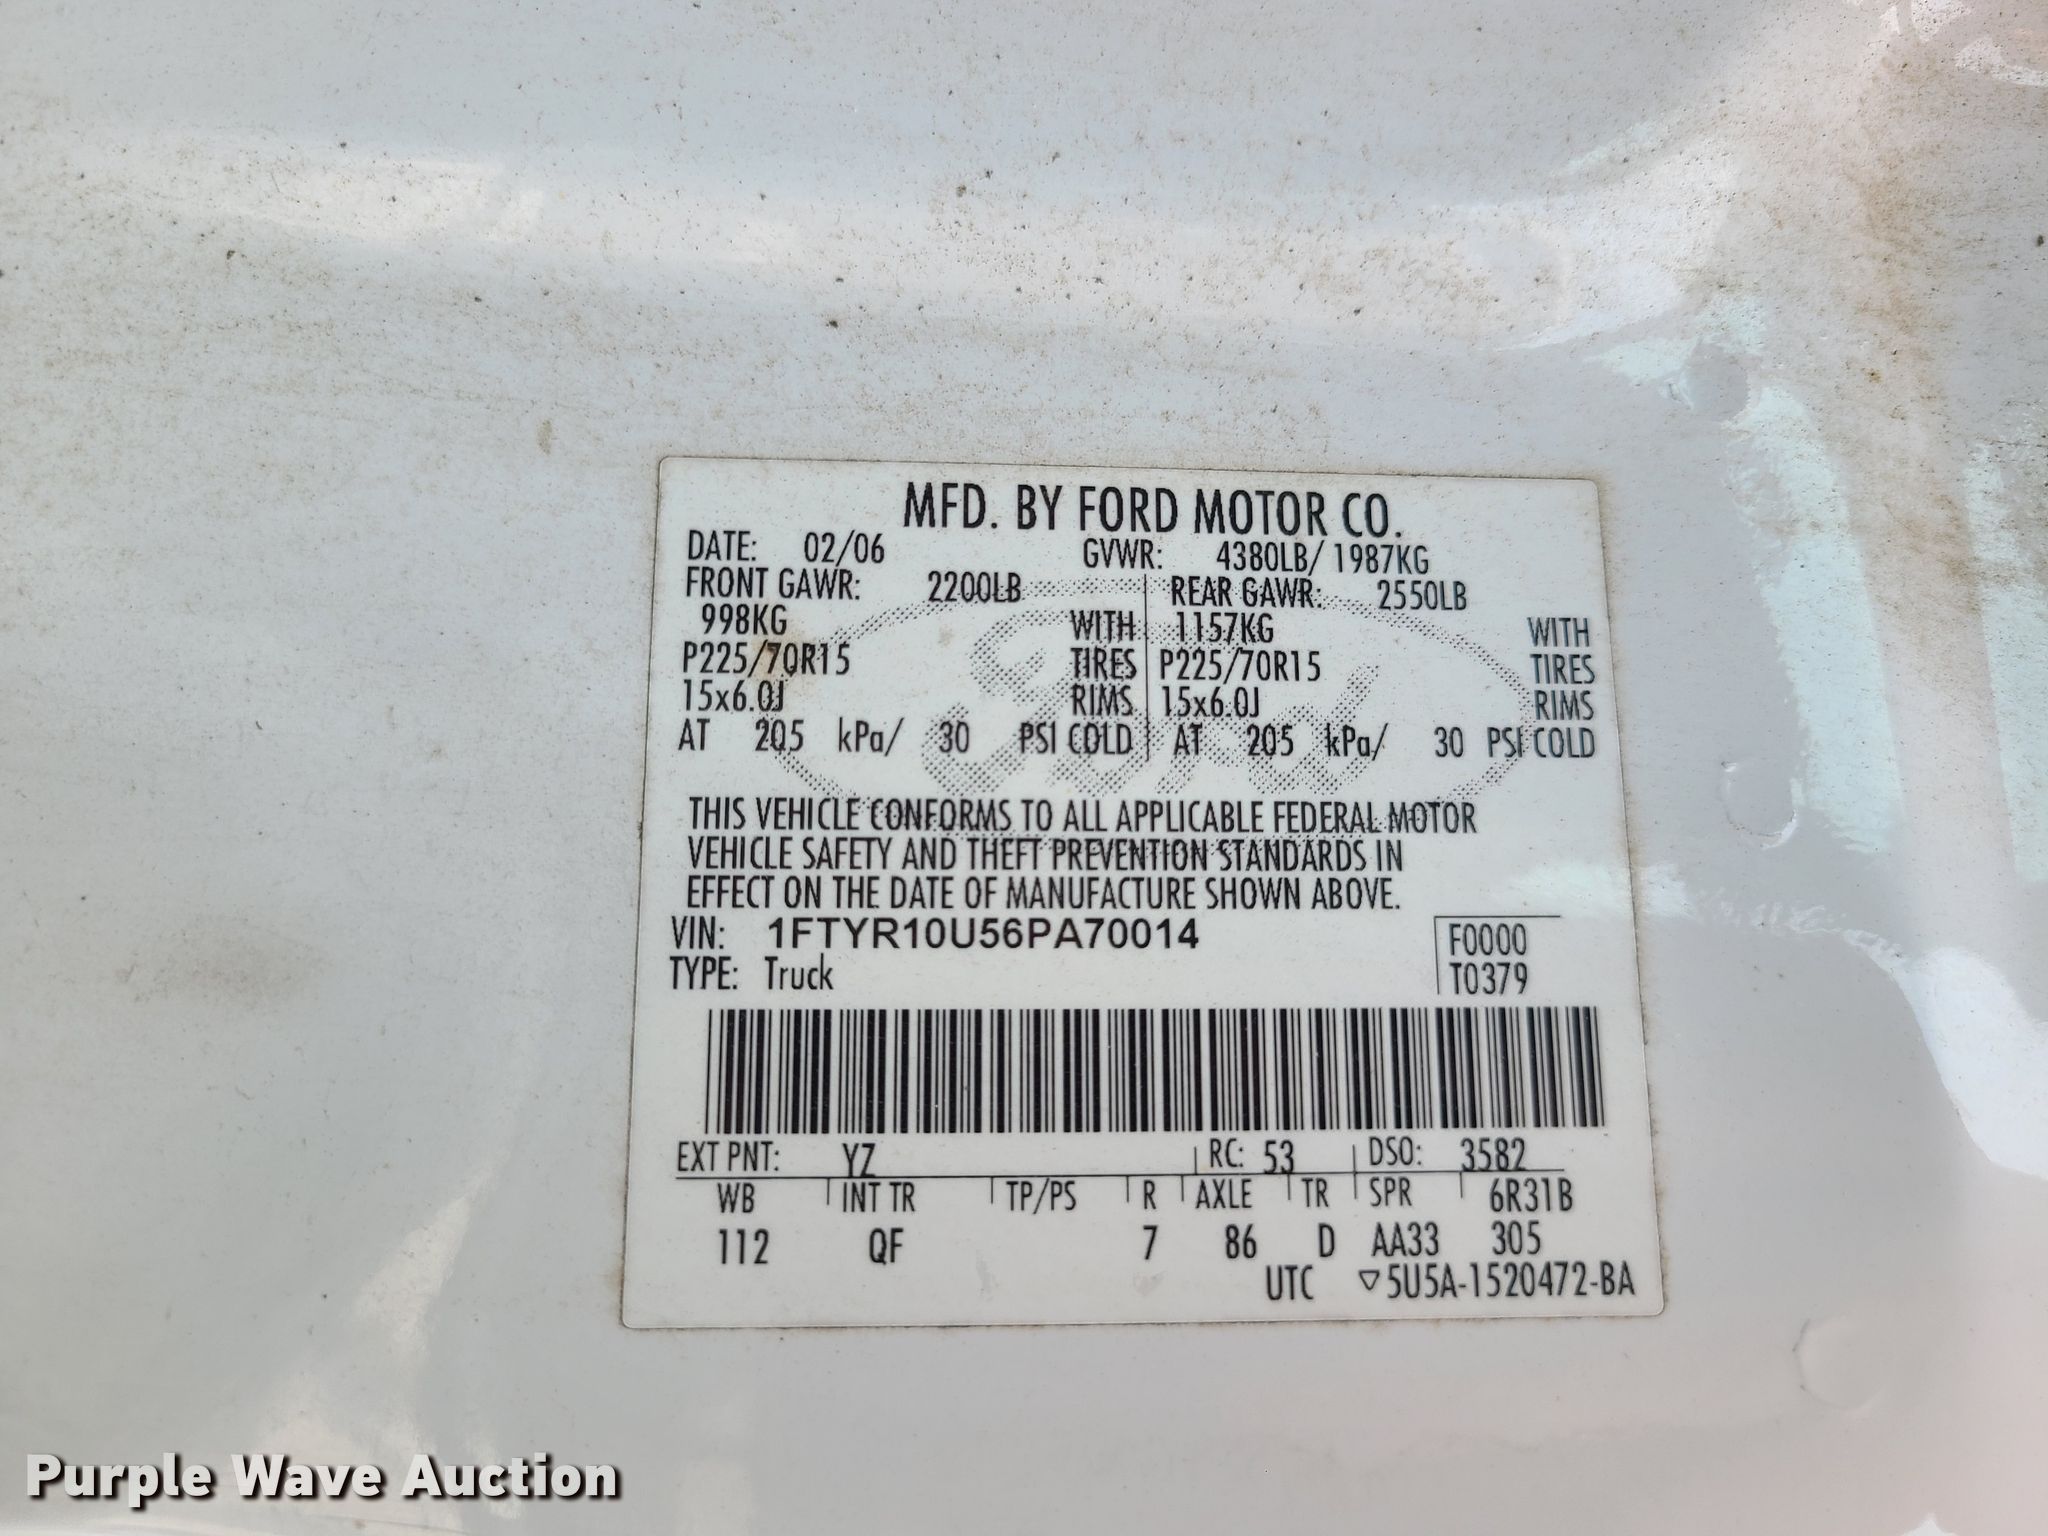 MFD. BY FORD MOTOR CO.
DATE: 02/06 GVWR: 4380LB/ 1987KG
FRONT GAWR: 2200LB REAR GAWR: 2550LB
998KG WITH 1157KG WITH
P225/70R15 TIRES P225/70R15 TIRES
15x6.0J RIMS 15x6.0J RIMS
AT 205 kPa/ 30 PSI COLD AT 205 kPa/ 30 PSI COLD
Ford
THIS VEHICLE CONFORMS TO ALL APPLICABLE FEDERAL MOTOR
VEHICLE SAFETY AND THEFT PREVENTION STANDARDS IN
EFFECT ON THE DATE OF MANUFACTURE SHOWN ABOVE.
VIN: 1FTYR10U56PA70014 F0000
TYPE: Truck T0379
EXT PNT: YZ RC: 53 DSO: 3582
WB INT TR TP/PS R AXLE TR SPR 6R31B
112 QF 7 86 D AA33 305
UTC ▽5U5A-1520472-BA
Purple Wave Auction